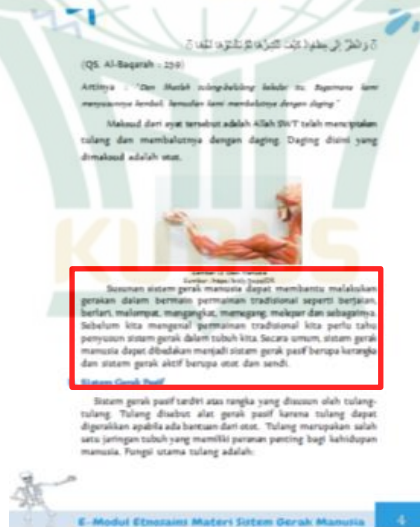 (QS. Al-Baqarah : 259)
Artinya : "Dan lihatlah tulang-belulang keledai itu, Bagaimana kami
menyusunnya kembali, kemudian kami membalutnya dengan daging."
Maksud dari ayat tersebut adalah Allah SWT telah menciptakan
tulang dan membalutnya dengan daging. Daging disini yang
dimaksud adalah otot.
KUDUS
Susunan sistem gerak manusia dapat membantu melakukan
gerakan dalam bermain permainan tradisional seperti berjalan,
berlari, melompat, mengangkat, memegang, melepar dan sebagainya.
Sebelum kita mengenal permainan tradisional kita perlu tahu
penyusun sistem gerak dalam tubuh kita. Secara umum, sistem gerak
manusia dapat dibedakan menjadi sistem gerak pasif berupa kerangka
dan sistem gerak aktif berupa otot dan sendi.
Sistem Gerak Pasif
Sistem gerak pasif terdiri atas rangka yang disusun oleh tulang-
tulang. Tulang disebut alat gerak pasif karena tulang dapat
digerakkan apabila ada bantuan dari otot. Tulang merupakan salah
satu jaringan tubuh yang memiliki peranan penting bagi kehidupan
manusia. Fungsi utama tulang adalah:
E-Modul Etnosains Materi Sistem Gerak Manusia
4